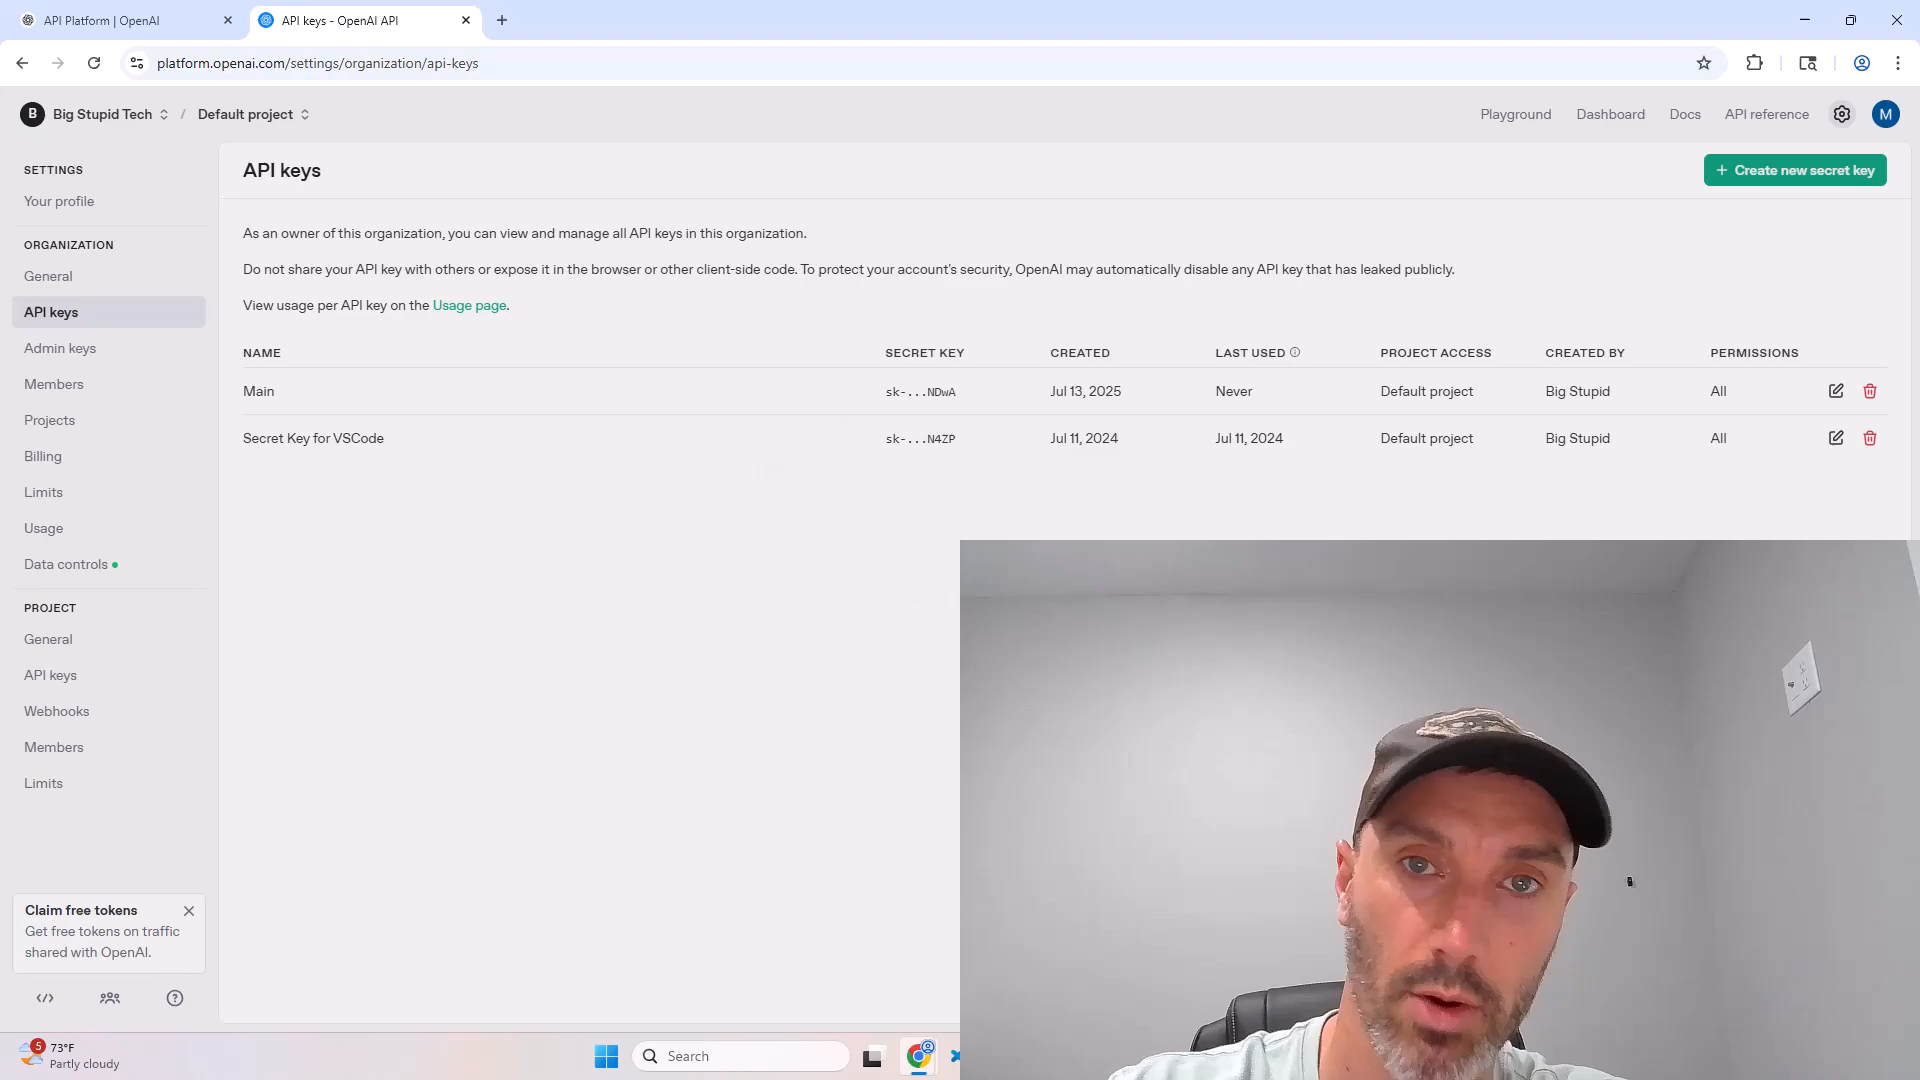 API Platform | OpenAI
API keys - OpenAI API
platform.openai.com/settings/organization/api-keys
B Big Stupid Tech / Default project
Playground Dashboard Docs API reference M
SETTINGS
Your profile
ORGANIZATION
General
API keys
Admin keys
Members
Projects
Billing
Limits
Usage
Data controls
PROJECT
General
API keys
Webhooks
Members
Limits
Claim free tokens
Get free tokens on traffic
shared with OpenAI.
API keys
+ Create new secret key
As an owner of this organization, you can view and manage all API keys in this organization.
Do not share your API key with others or expose it in the browser or other client-side code. To protect your account's security, OpenAI may automatically disable any API key that has leaked publicly.
View usage per API key on the Usage page.
NAME SECRET KEY CREATED LAST USED PROJECT ACCESS CREATED BY PERMISSIONS
Main sk-...NDwA Jul 13, 2025 Never Default project Big Stupid All
Secret Key for VSCode sk-...N4ZP Jul 11, 2024 Jul 11, 2024 Default project Big Stupid All
5
73°F
Partly cloudy
Search